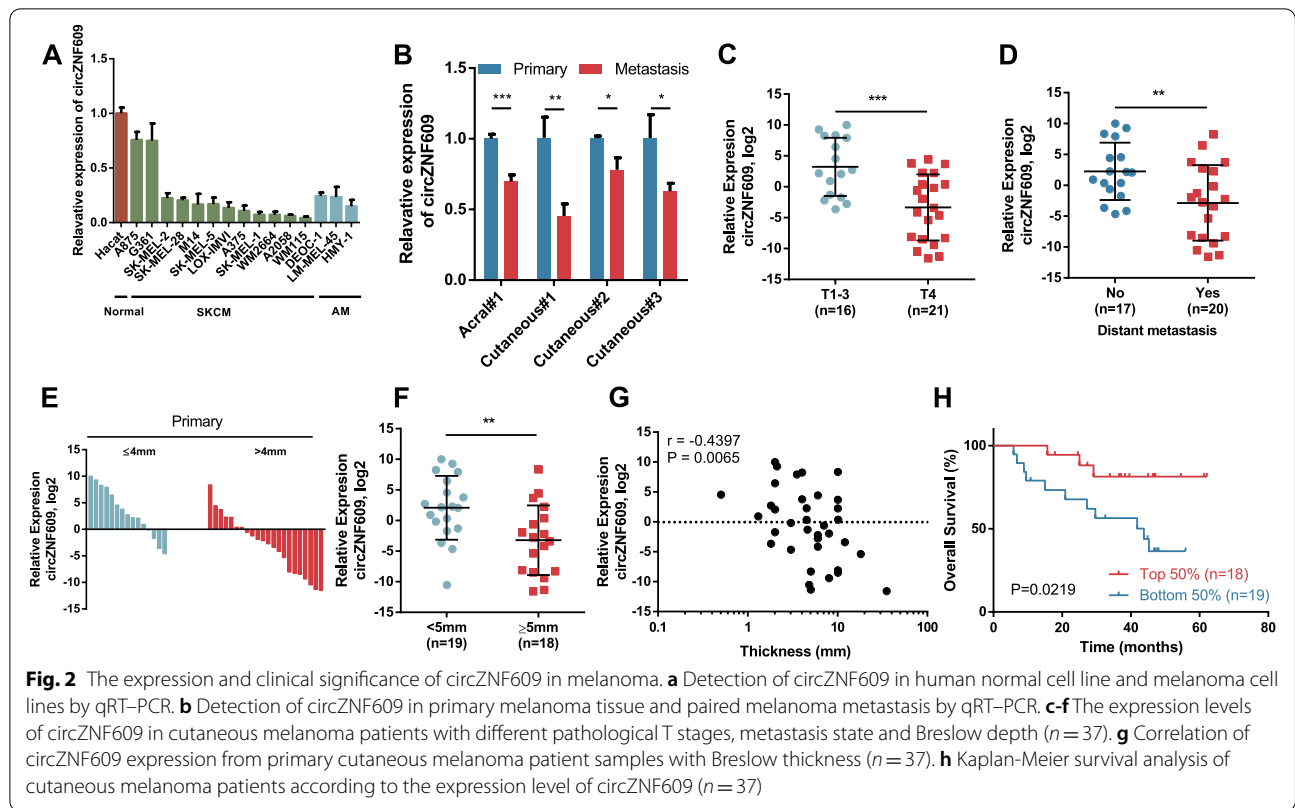 A
Relative expression of circZNF609
1.5
1.0
0.5
0.0
Hacat
A875
G361
SK-MEL-2
SK-MEL-28
M14
SK-MEL-5
LOX-IMVI
A375
SK-MEL-1
WM2664
A2058
WM115
DEOC-1
LM-MEL-45
HMY-1
Normal
SKCM
AM
B
Relavative expression
of circZNF609
Primary
Metastasis
1.5
1.0
0.5
0.0
***
**
*
*
Acral#1
Cutaneous#1
Cutaneous#2
Cutaneous#3
C
Relative Expresion
circZNF609, log2
15
10
5
0
-5
-10
-15
***
T1-3
(n=16)
T4
(n=21)
D
Relative Expresion
circZNF609, log2
15
10
5
0
-5
-10
-15
**
No
(n=17)
Yes
(n=20)
Distant metastasis
E
Relative Expresion
circZNF609, log2
Primary
≤4mm
>4mm
15
10
5
0
-5
-10
15
F
Relative Expresion
circZNF609, log2
15
10
5
0
-5
-10
-15
**
<5mm
(n=19)
≥5mm
(n=18)
G
Relative Expresion
circZNF609, log2
15
10
5
0
-5
-10
-15
r = -0.4397
P = 0.0065
0.1
1
10
100
Thickness (mm)
H
Overall Survival (%)
100
50
0
P=0.0219
Top 50% (n=18)
Bottom 50% (n=19)
0
20
40
60
80
Time (months)
Fig. 2 The expression and clinical significance of circZNF609 in melanoma. a Detection of circZNF609 in human normal cell line and melanoma cell
lines by qRT–PCR. b Detection of circZNF609 in primary melanoma tissue and paired melanoma metastasis by qRT–PCR. c-f The expression levels
of circZNF609 in cutaneous melanoma patients with different pathological T stages, metastasis state and Breslow depth (n = 37). g Correlation of
circZNF609 expression from primary cutaneous melanoma patient samples with Breslow thickness (n = 37). h Kaplan-Meier survival analysis of
cutaneous melanoma patients according to the expression level of circZNF609 (n = 37)